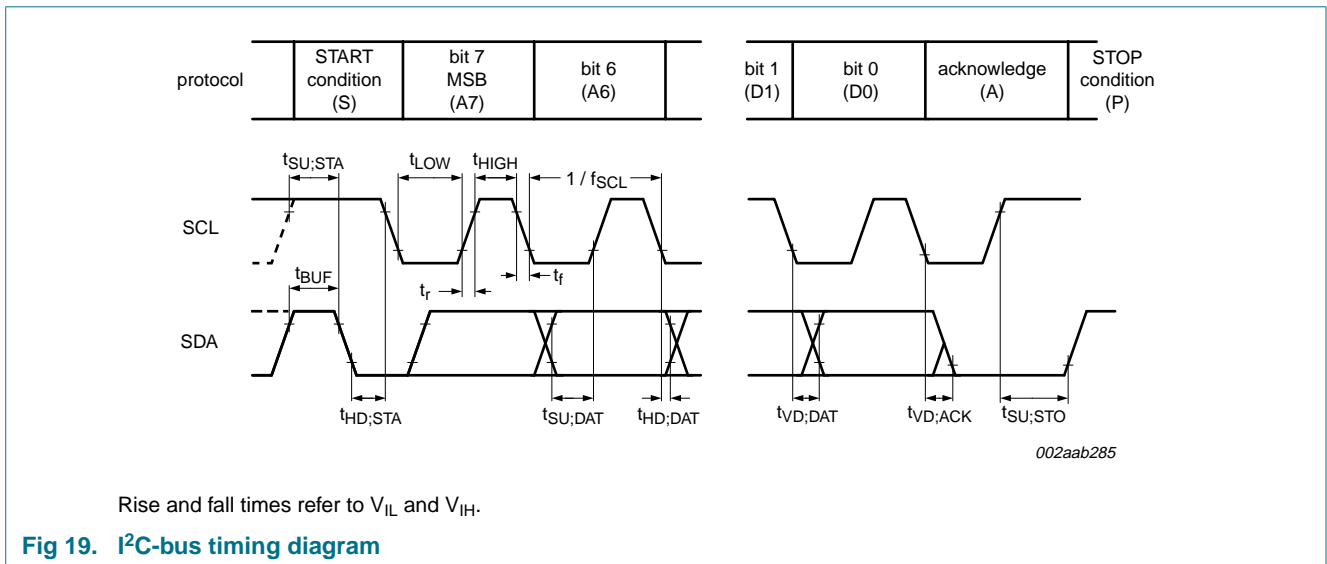 protocol
START
condition
(S)
bit 7
MSB
(A7)
bit 6
(A6)
bit 1
(D1)
bit 0
(D0)
acknowledge
(A)
STOP
condition
(P)
tSU;STA
tLOW
tHIGH
1 / fSCL
SCL
tBUF
tr
tf
SDA
tHD;STA
tSU;DAT
tHD;DAT
tVD;DAT
tVD;ACK
tSU;STO
002aab285
Rise and fall times refer to VIL and VIH.
Fig 19. I²C-bus timing diagram